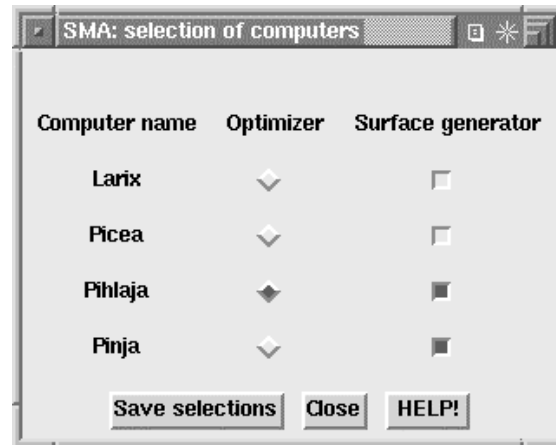 SMA: selection of computers
Computer name Optimizer Surface generator
Larix
Picea
Pihlaja
Pinja
Save selections Close HELP!